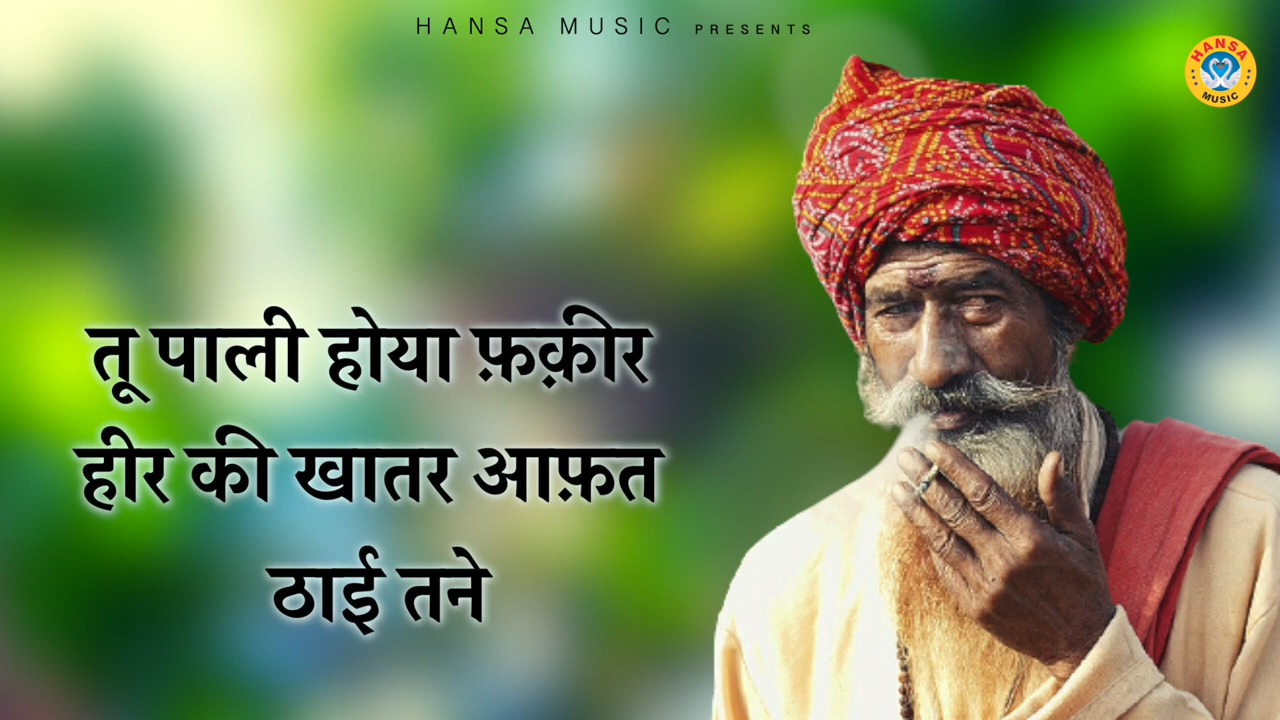 HANSA MUSIC PRESENTS
HANSA
MUSIC
तू पाली होया फ़क़ीर
हीर की खातर आफ़त
ठाई तने